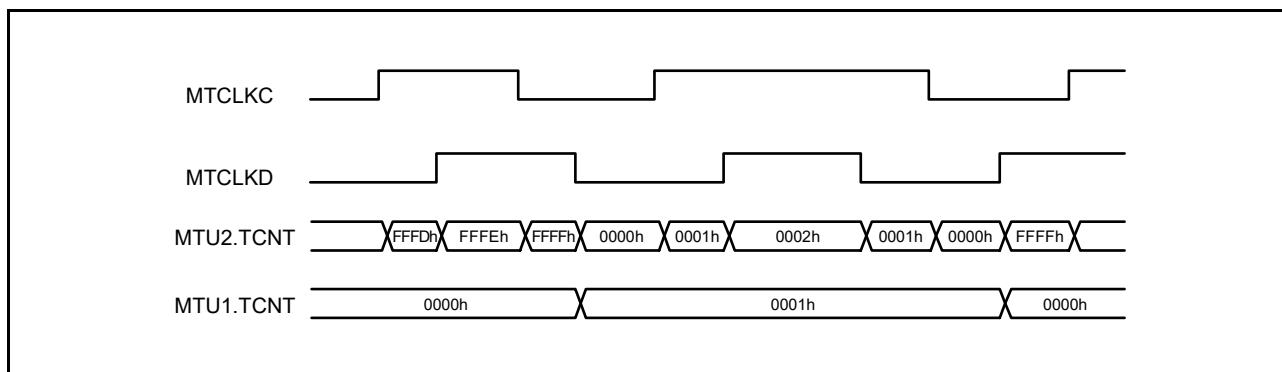 MTCLKC
MTCLKD
MTU2.TCNT FFFDh FFFEh FFFFh 0000h 0001h 0002h 0001h 0000h FFFFh
MTU1.TCNT 0000h 0001h 0000h